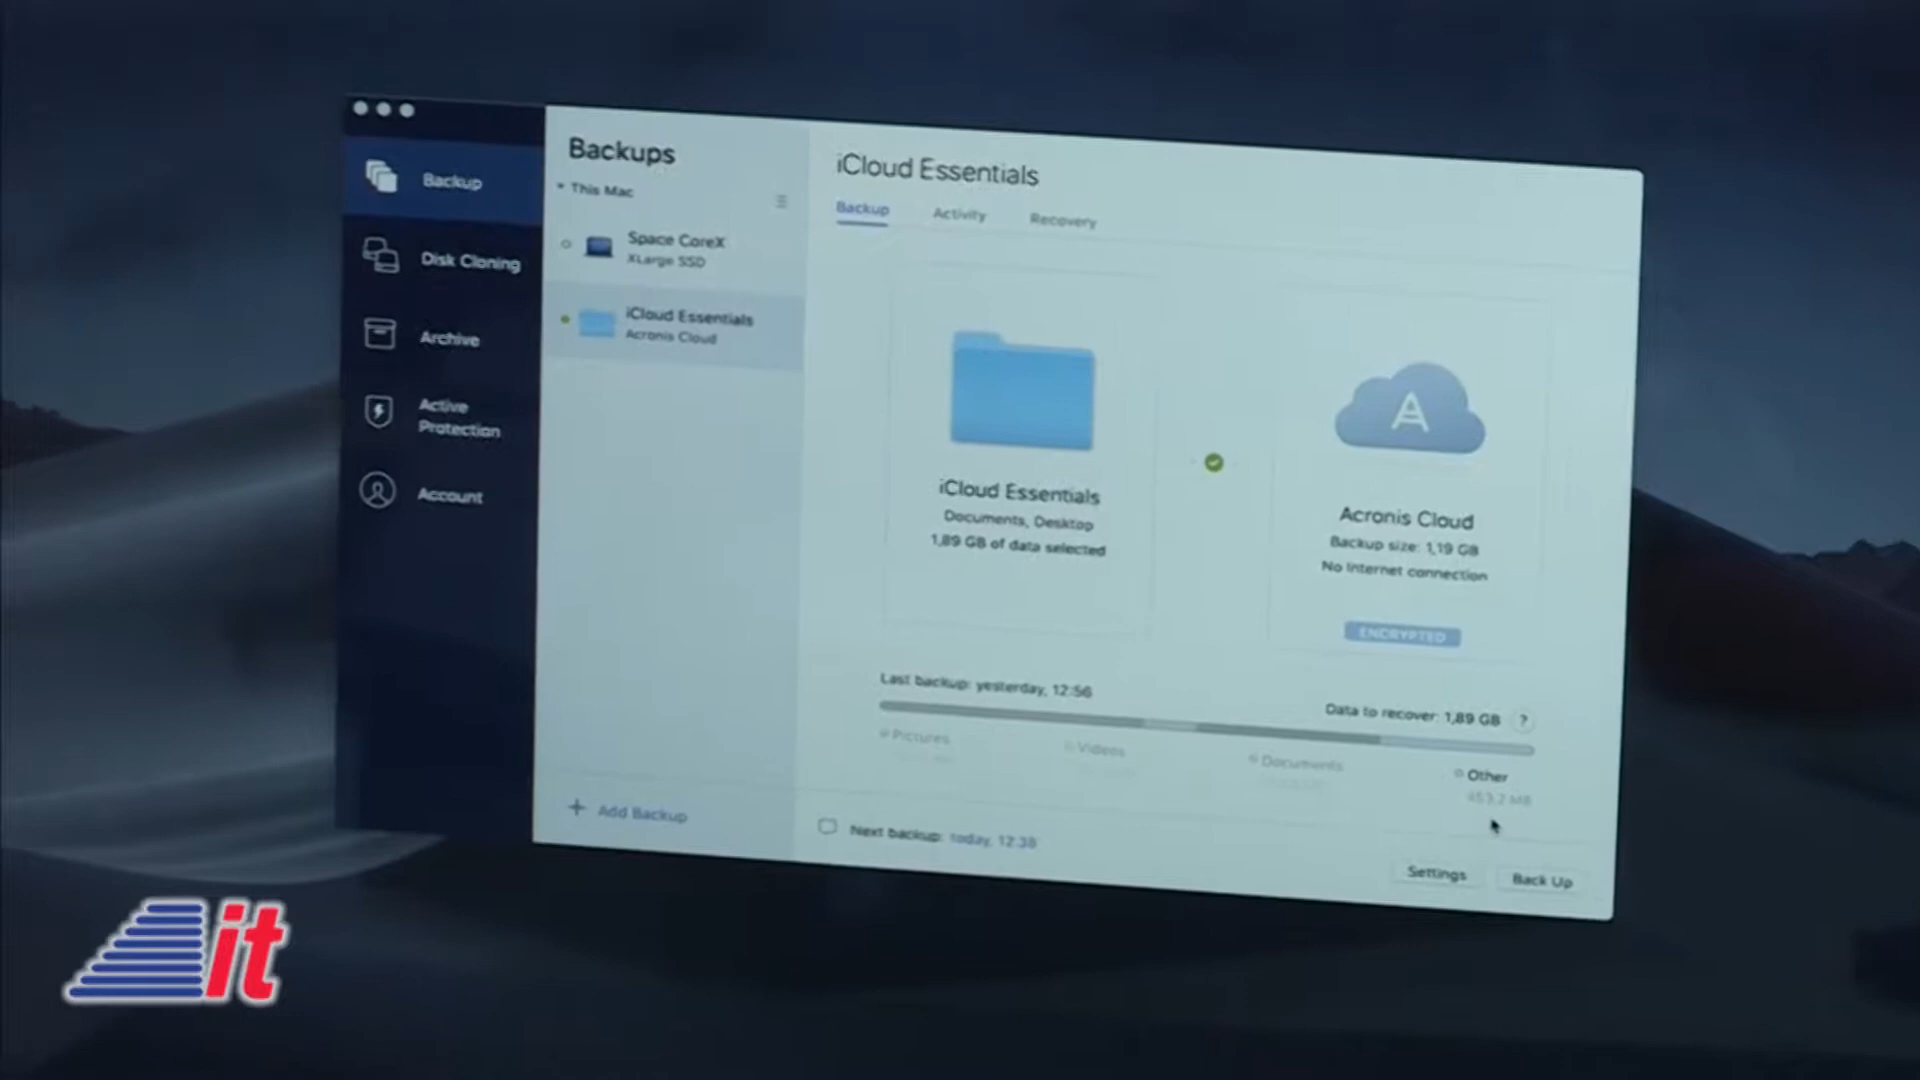 Backup
Disk Cloning
Archive
Active
Protection
Account
Backups
This Mac
Space CoreX
XLarge SSD
iCloud Essentials
Acronis Cloud
+ Add Backup
iCloud Essentials
Backup Activity Recovery
iCloud Essentials
Documents, Desktop
1,89 GB of data selected
A
Acronis Cloud
Backup size: 1,19 GB
No Internet connection
ENCRYPTED
Last backup: yesterday, 12:56
Data to recover: 1,89 GB ?
Pictures
Videos
Documents
Other
453,2 MB
Next backup: today, 12:38
Settings
Back Up
it